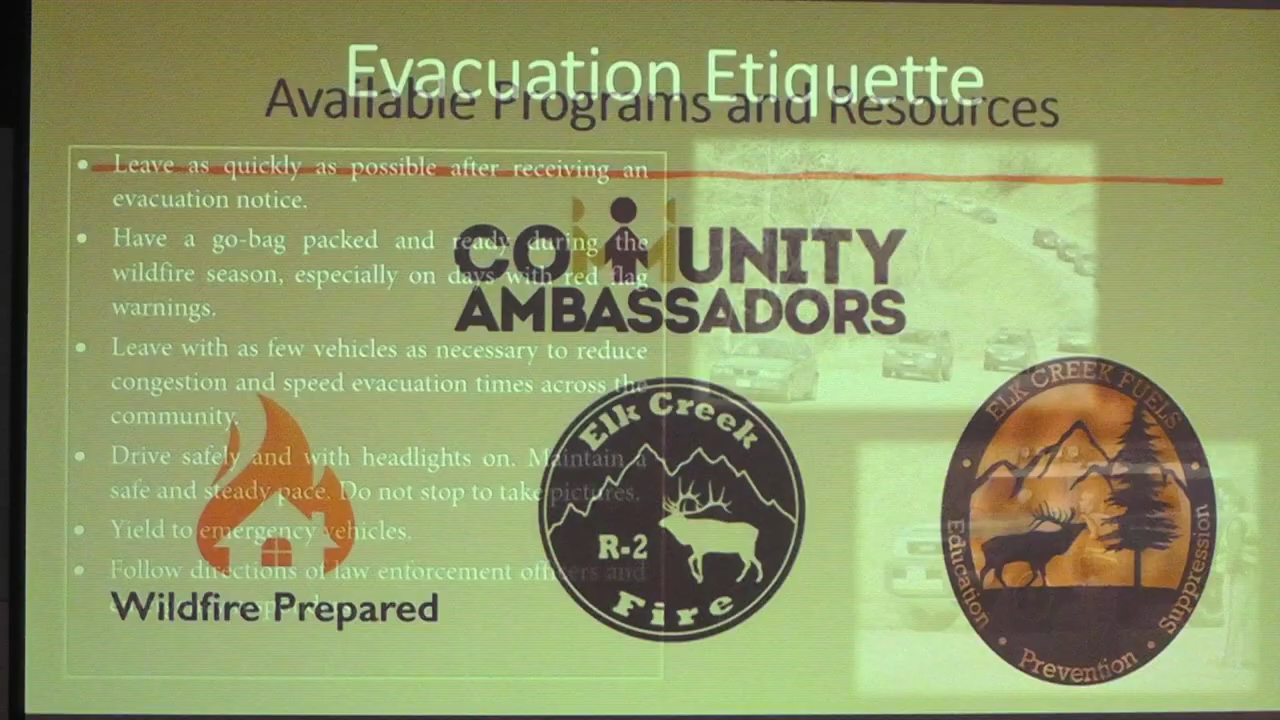 Evacuation Etiquette
Available Programs and Resources
• Leave as quickly as possible after receiving an
evacuation notice.
• Have a go-bag packed and ready during the
wildfire season, especially on days with red flag
warnings.
• Leave with as few vehicles as necessary to reduce
congestion and speed evacuation times across the
community.
• Drive safely and with headlights on. Maintain a
safe and steady pace. Do not stop to take pictures.
• Yield to emergency vehicles.
• Follow directions of law enforcement officers and
COMMUNITY
AMBASSADORS
Wildfire Prepared
Elk Creek
R-2
Fire
ELK CREEK FUELS
Education • Prevention • Suppression